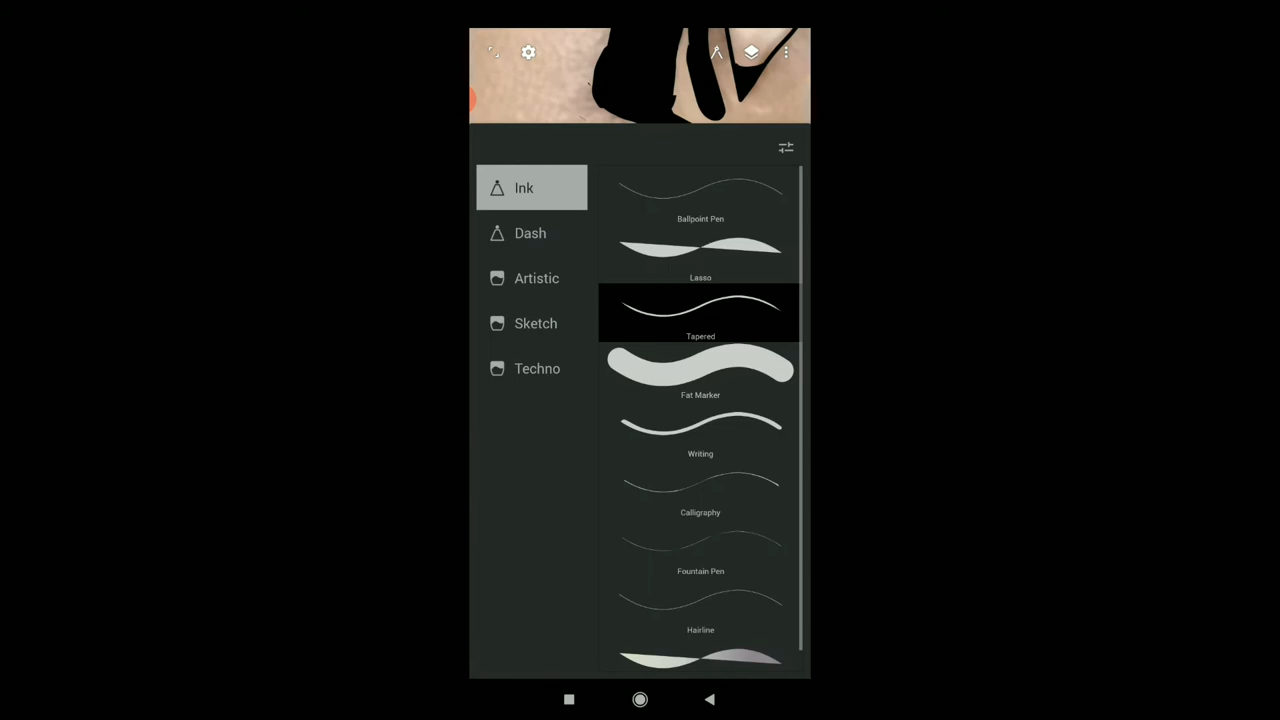 Ink
Dash
Artistic
Sketch
Techno
Ballpoint Pen
Lasso
Tapered
Fat Marker
Writing
Calligraphy
Fountain Pen
Hairline